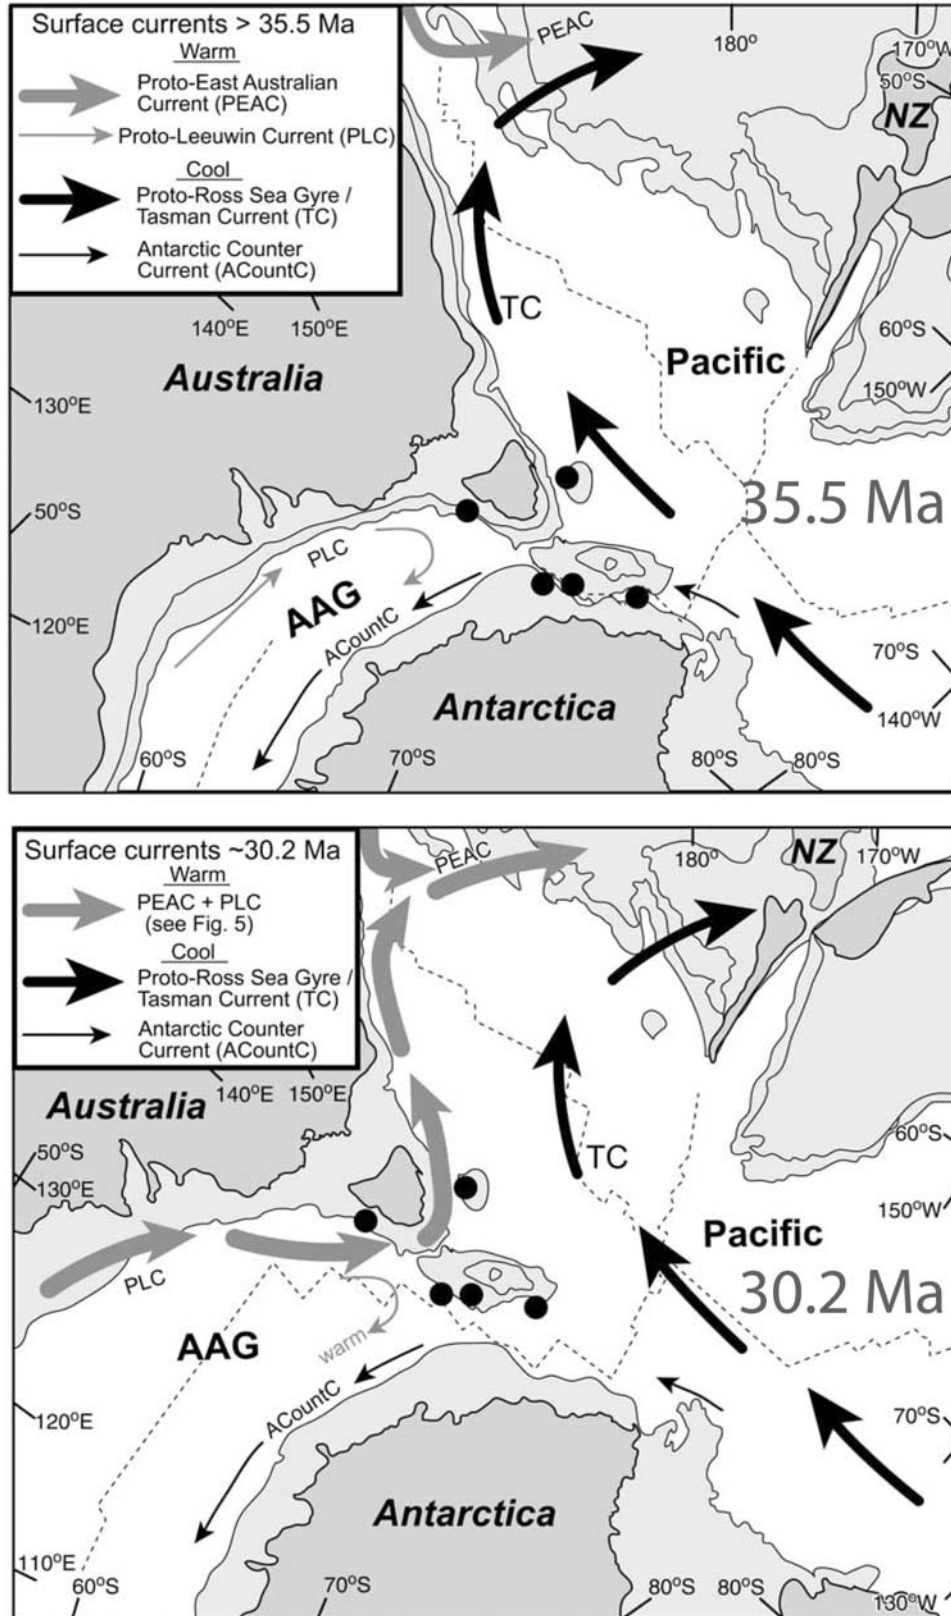 Surface currents > 35.5 Ma
Warm
Proto-East Australian
Current (PEAC)
Proto-Leeuwin Current (PLC)
Cool
Proto-Ross Sea Gyre /
Tasman Current (TC)
Antarctic Counter
Current (ACountC)
PEAC
180°
170°W
50°S
NZ
140°E
150°E
TC
60°S
Pacific
Australia
150°W
130°E
35.5 Ma
50°S
PLC
AAG
120°E
ACountC
70°S
Antarctica
140°W
60°S
70°S
80°S
80°S
Surface currents ~30.2 Ma
Warm
PEAC + PLC
(see Fig. 5)
Cool
Proto-Ross Sea Gyre /
Tasman Current (TC)
Antarctic Counter
Current (ACountC)
PEAC
180°
NZ
170°W
140°E
150°E
Australia
60°S
50°S
TC
130°E
150°W
Pacific
PLC
30.2 Ma
AAG
warm
ACountC
120°E
70°S
Antarctica
110°E
60°S
70°S
80°S
80°S
130°W